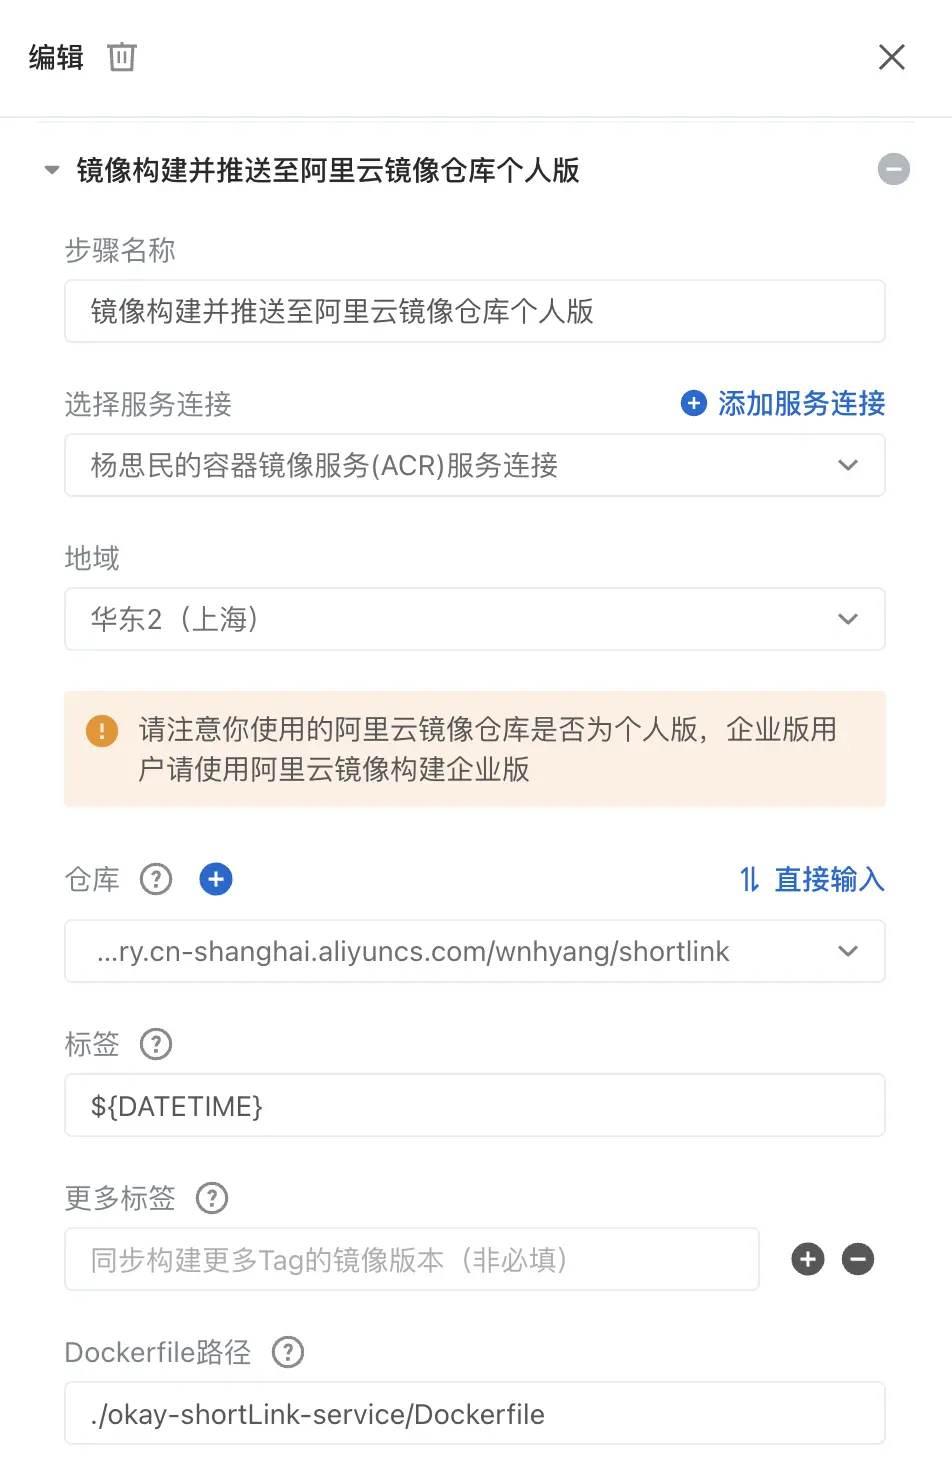 编辑
镜像构建并推送至阿里云镜像仓库个人版
步骤名称
镜像构建并推送至阿里云镜像仓库个人版
选择服务连接
添加服务连接
杨思民的容器镜像服务(ACR)服务连接
地域
华东2（上海）
请注意你使用的阿里云镜像仓库是否为个人版，企业版用
户请使用阿里云镜像构建企业版
仓库
直接输入
...ry.cn-shanghai.aliyuncs.com/wnhyang/shortlink
标签
${DATETIME}
更多标签
同步构建更多Tag的镜像版本（非必填）
Dockerfile路径
./okay-shortLink-service/Dockerfile